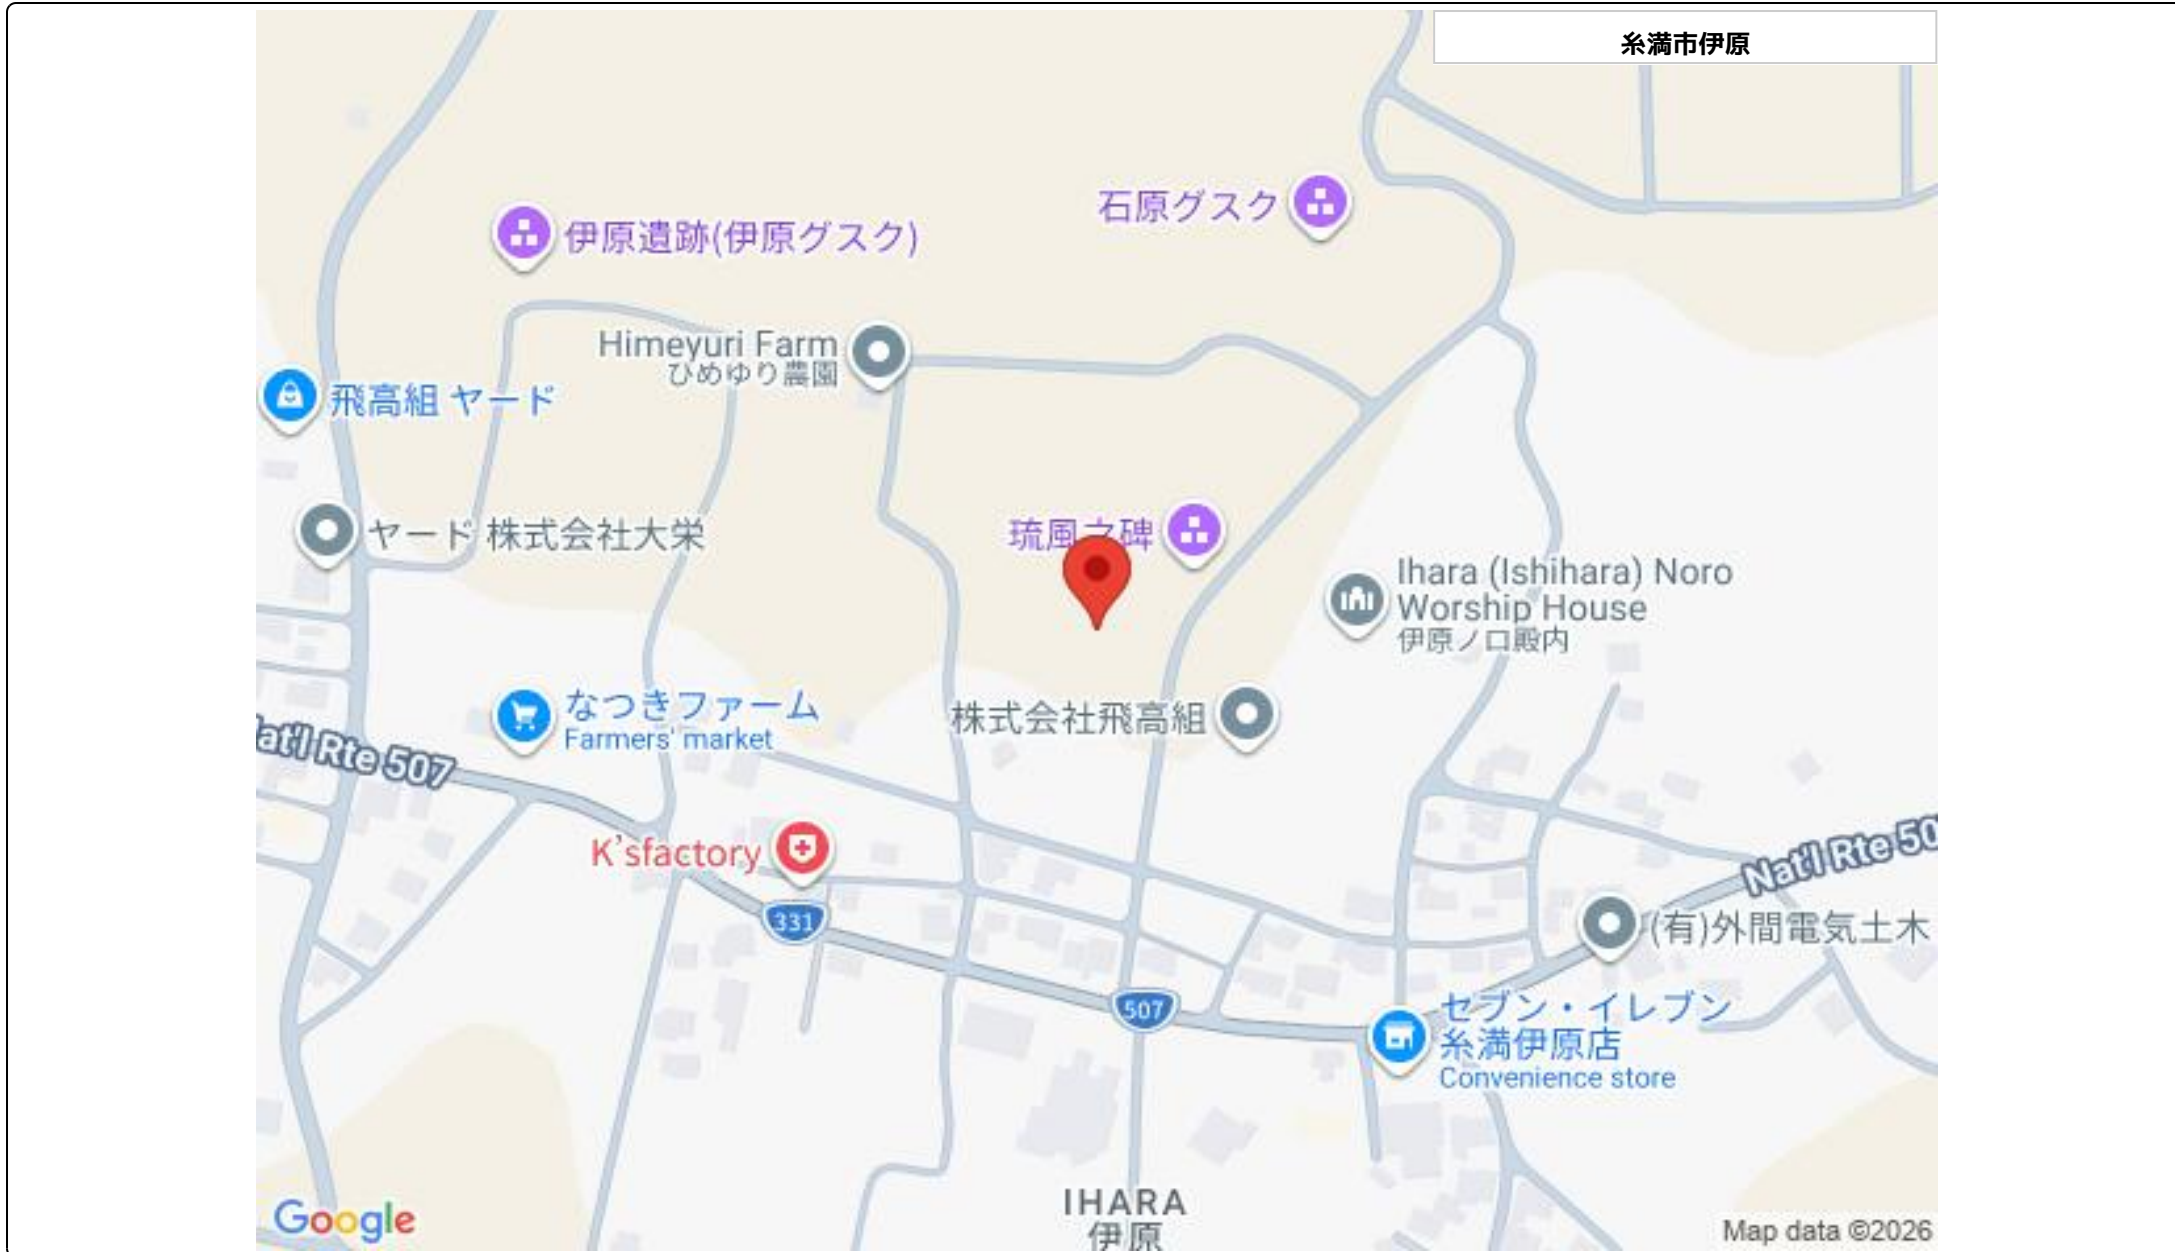 糸満市伊原
石原グスク
伊原遺跡(伊原グスク)
Himeyuri Farm
ひめゆり農園
飛高組 ヤード
ヤード 株式会社大栄
琉風之碑
Ihara (Ishihara) Noro
Worship House
伊原ノロ殿内
なつきファーム
Farmers' market
株式会社飛高組
at'l Rte 507
K'sfactory
Nat'l Rte 50
331
(有)外間電気土木
507
セブン・イレブン
糸満伊原店
Convenience store
IHARA
伊原
Google
Map data ©2026